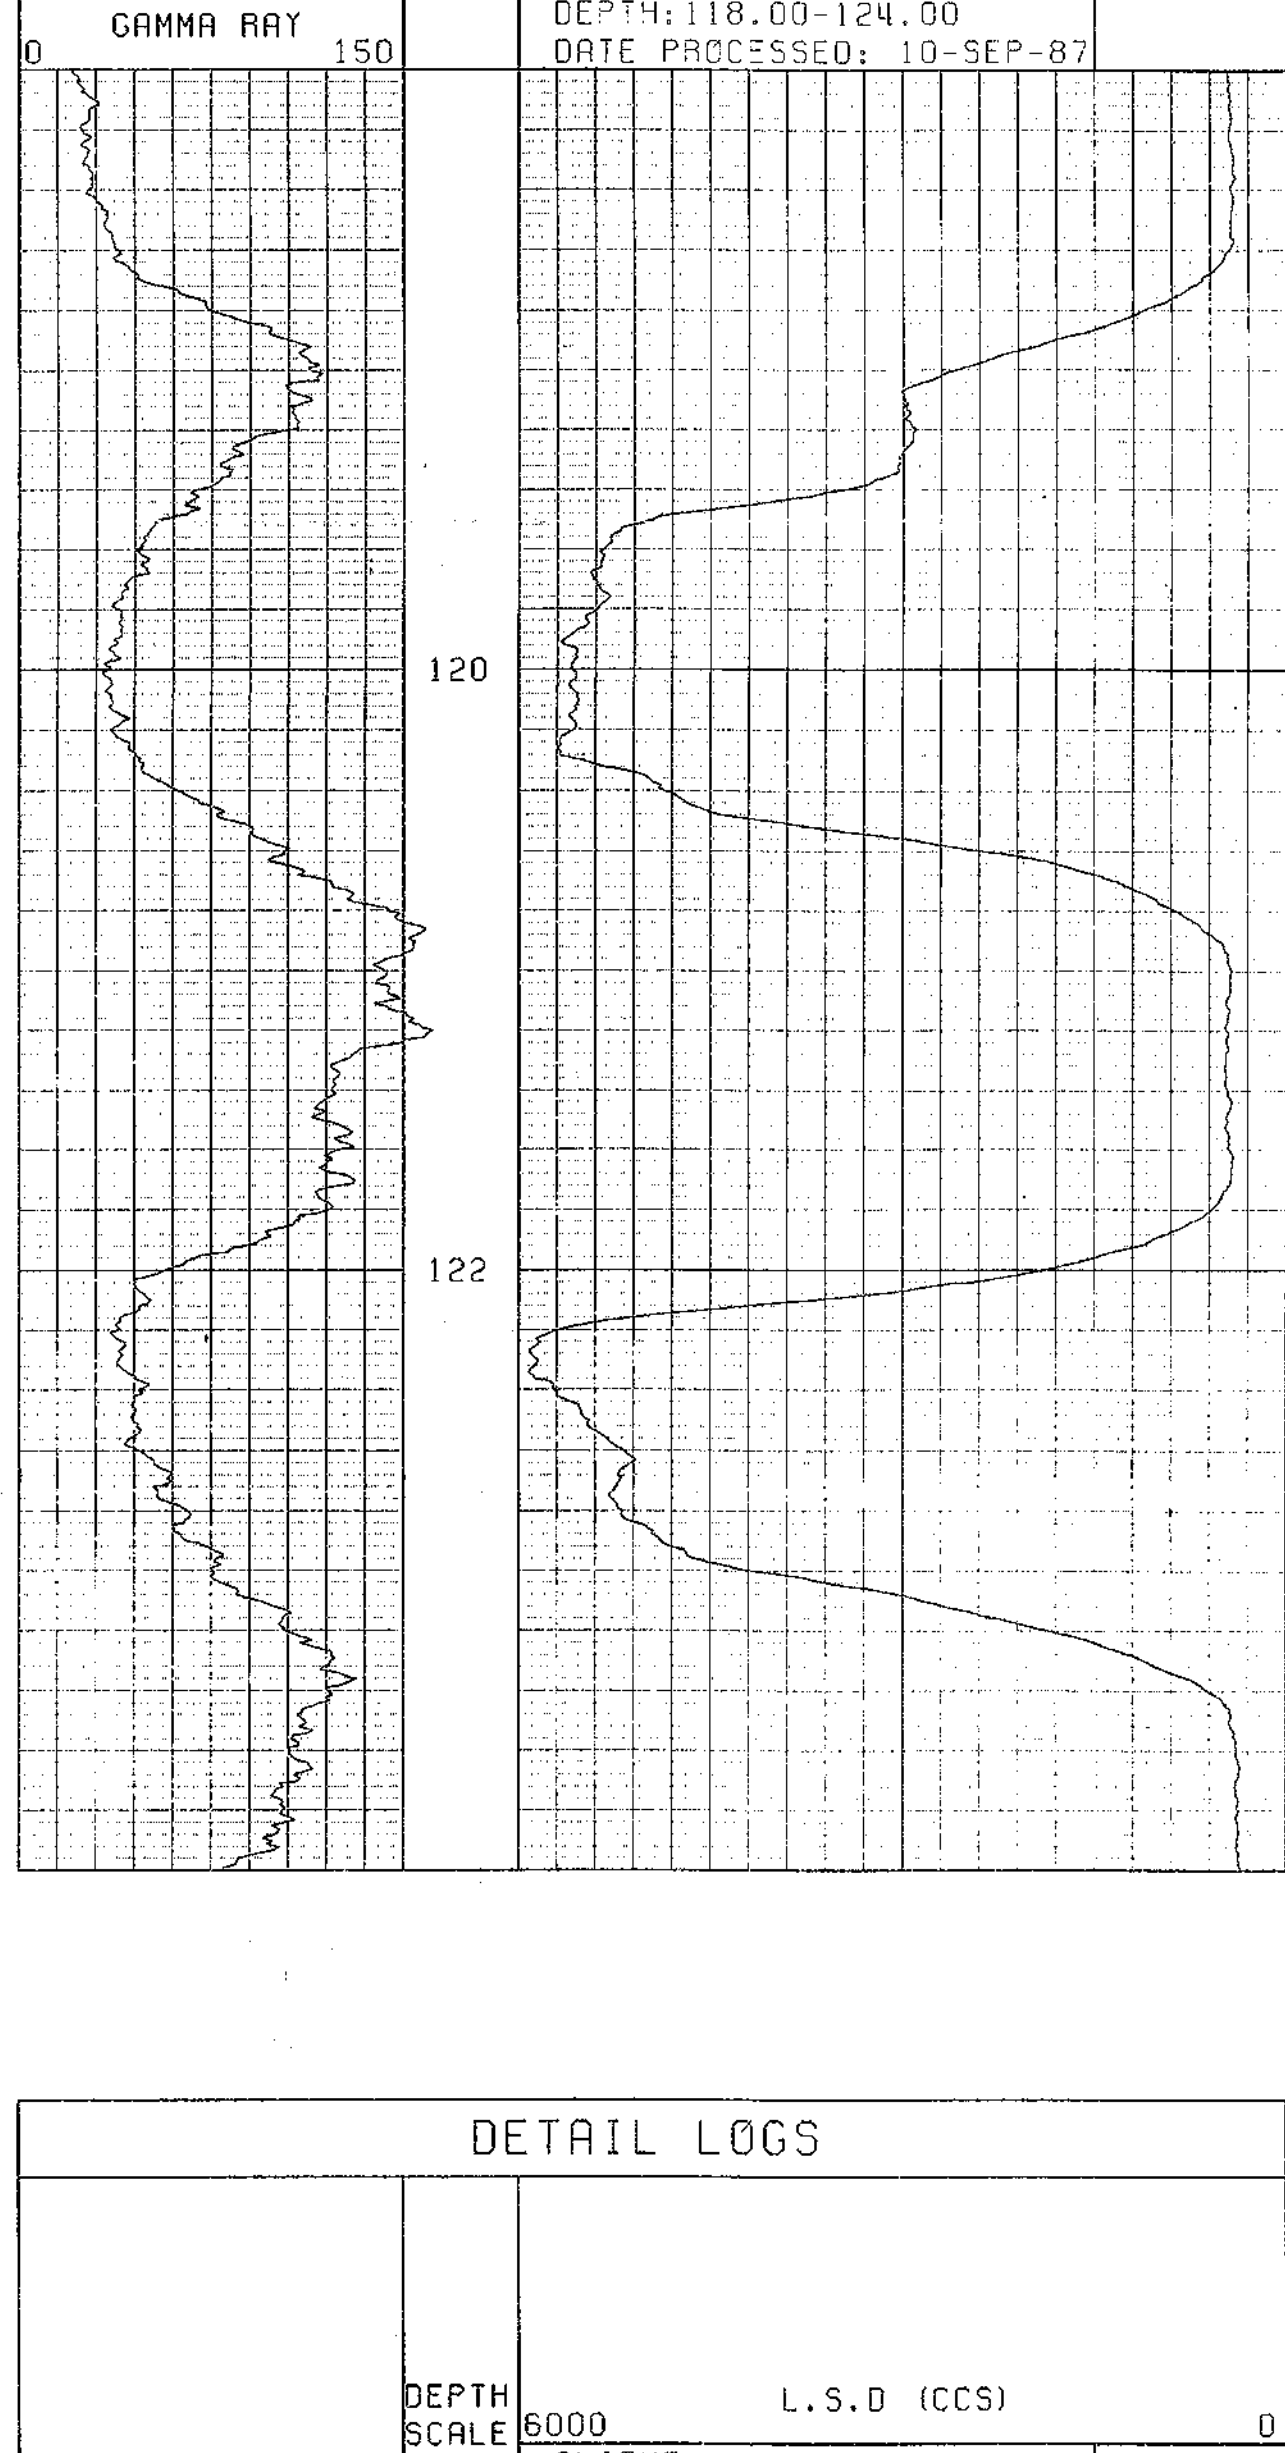 GAMMA RAY
0 150
DEPTH:118.00-124.00
DATE PROCESSED: 10-SEP-87
120
122
DETAIL LOGS
DEPTH
SCALE
L.S.D (CCS)
6000 0